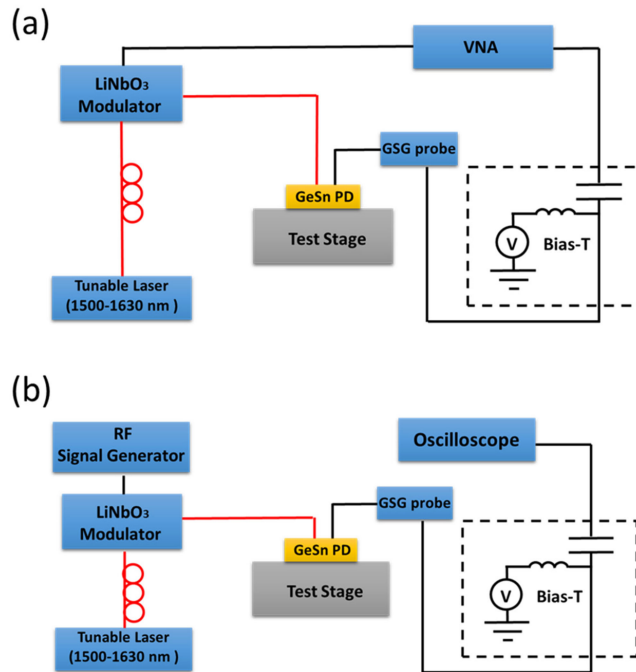 (a)
VNA
LiNbO3
Modulator
GSG probe
GeSn PD
Test Stage
V
Bias-T
Tunable Laser
(1500-1630 nm )
(b)
RF
Signal Generator
Oscilloscope
LiNbO3
Modulator
GSG probe
GeSn PD
Test Stage
V
Bias-T
Tunable Laser
(1500-1630 nm )